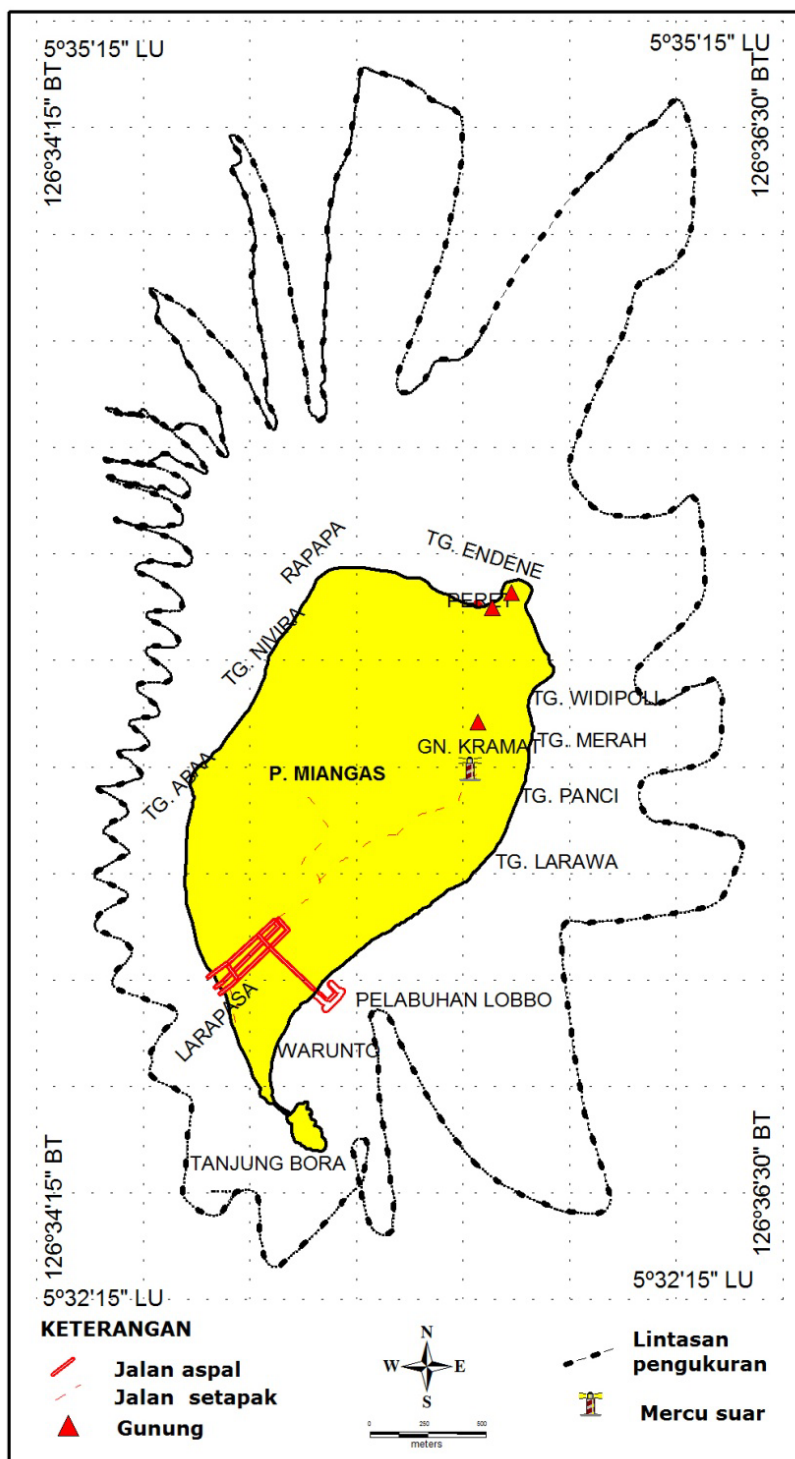 5º35'15" LU
5º35'15" LU
126º34'15" BT
126º36'30" BT
RAPAPA
TG. ENDENE
PERET
TG. NIVIRA
TG. WIDIPOLI
GN. KRAMAT
TG. MERAH
P. MIANGAS
TG. ABAA
TG. PANCI
TG. LARAWA
LARAPASA
PELABUHAN LOBBO
WARUNTO
TANJUNG BORA
126º34'15" BT
126º36'30" BT
5º32'15" LU
5º32'15" LU
KETERANGAN
Jalan aspal
Jalan setapak
Gunung
N
W E
S
0 250 500
meters
Lintasan
pengukuran
Mercu suar